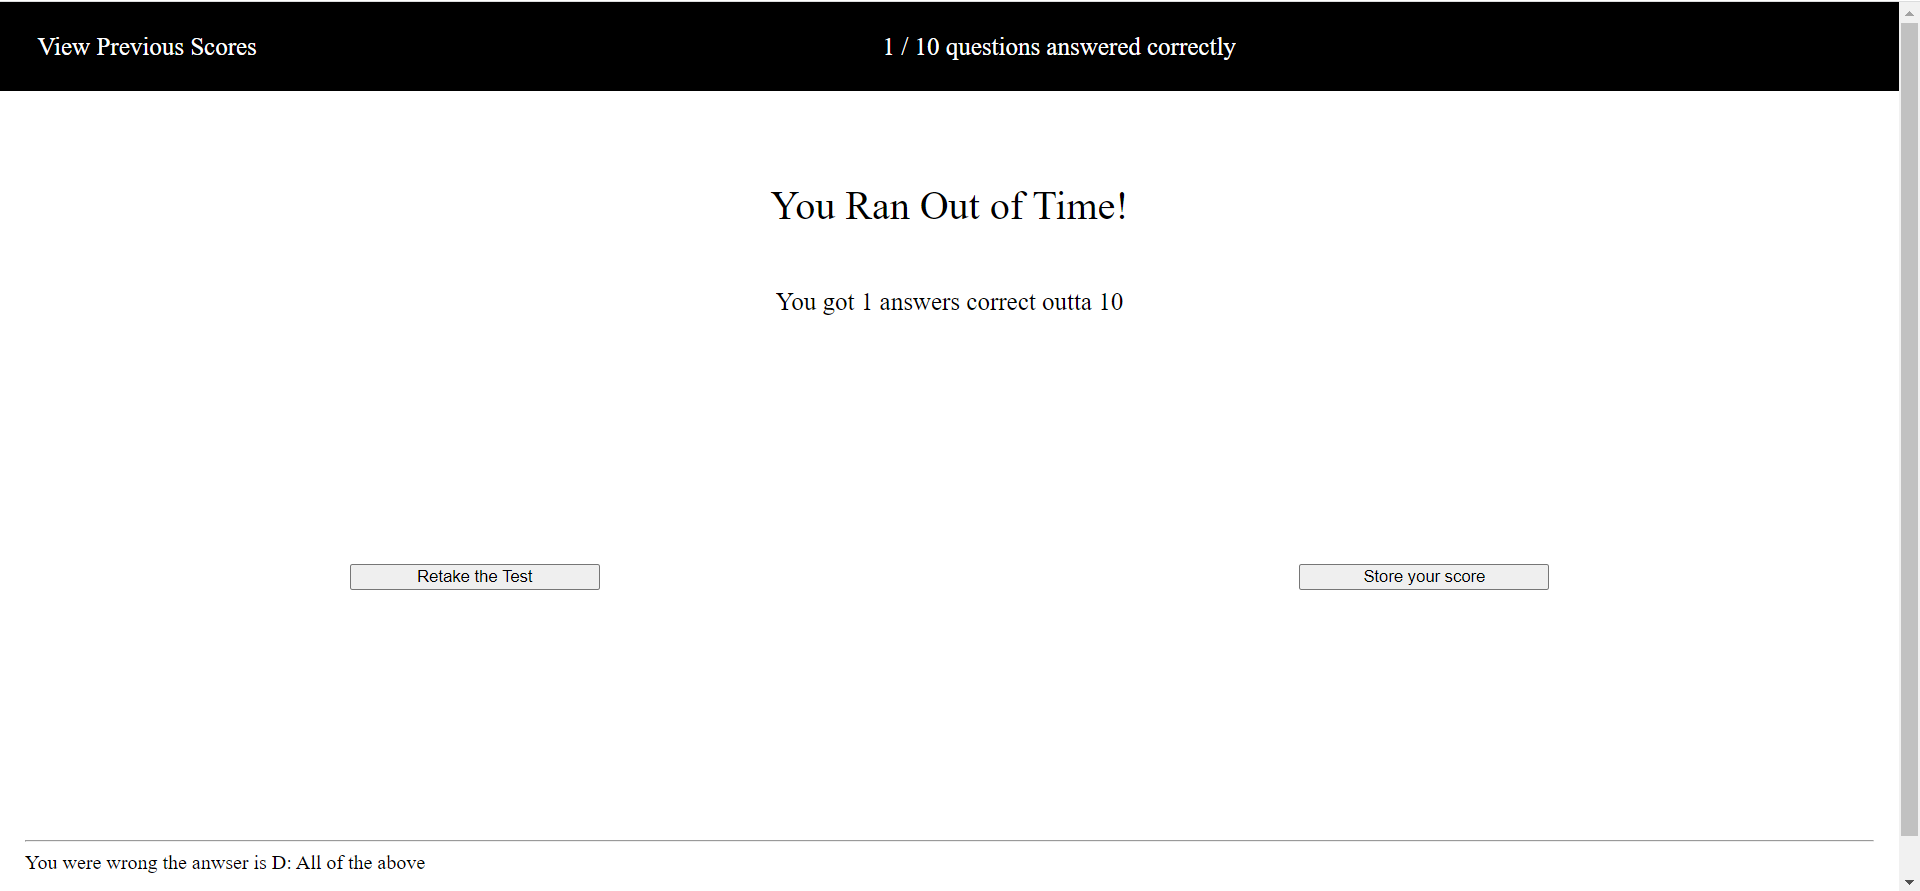 View Previous Scores
1 / 10 questions answered correctly
You Ran Out of Time!
You got 1 answers correct outta 10
Retake the Test
Store your score
You were wrong the anwser is D: All of the above